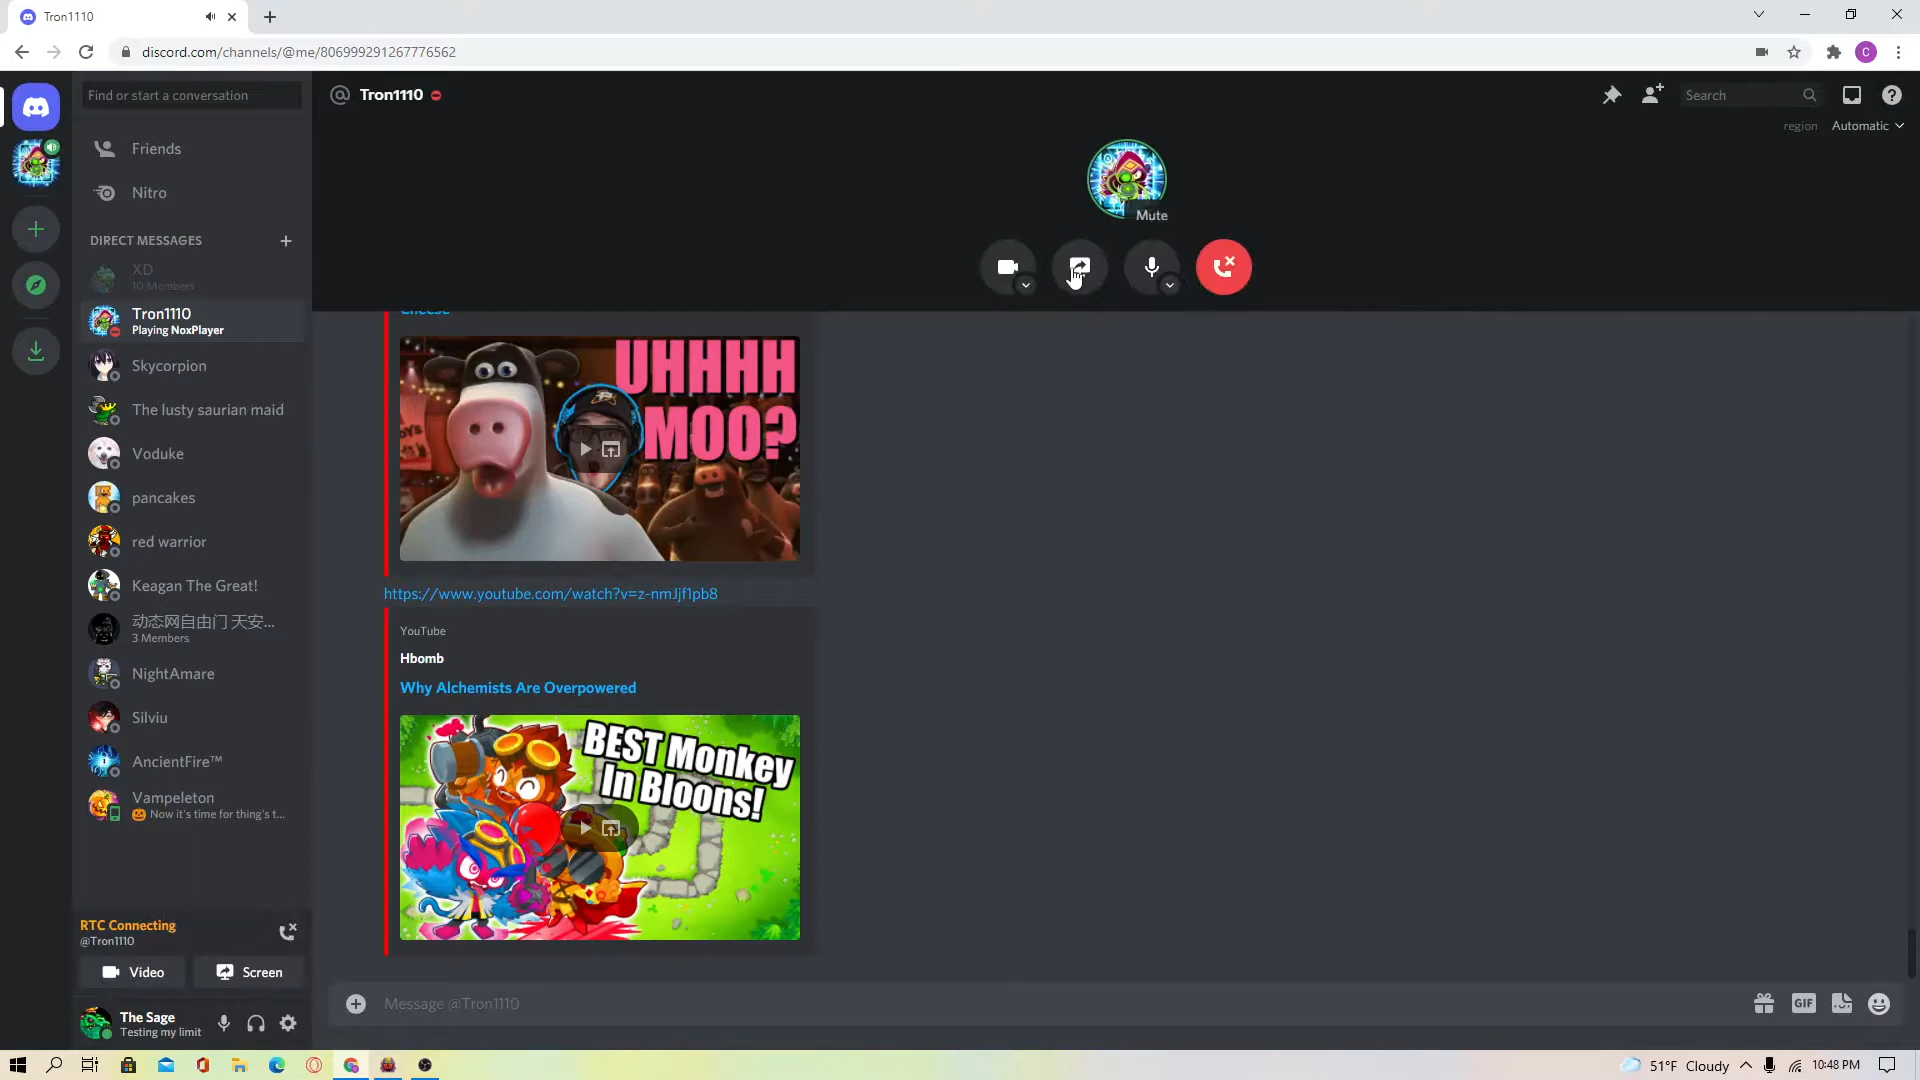 Tron1110
discord.com/channels/@me/806999291267776562
C
Find or start a conversation
Tron1110
Search
region Automatic
Friends
Nitro
DIRECT MESSAGES
XD
10 Members
Tron1110
Playing NoxPlayer
Skycorpion
The lusty saurian maid
Voduke
pancakes
red warrior
Keagan The Great!
动态网自由门 天安...
3 Members
NightAmare
Silviu
AncientFire™
Vampeleton
Now it's time for thing's t...
RTC Connecting
@Tron1110
Video
Screen
The Sage
Testing my limit
Mute
Cheese
UHHHH
MOO?
https://www.youtube.com/watch?v=z-nmJjf1pb8
YouTube
Hbomb
Why Alchemists Are Overpowered
BEST Monkey
In Bloons!
Message @Tron1110
GIF
51°F Cloudy
10:48 PM